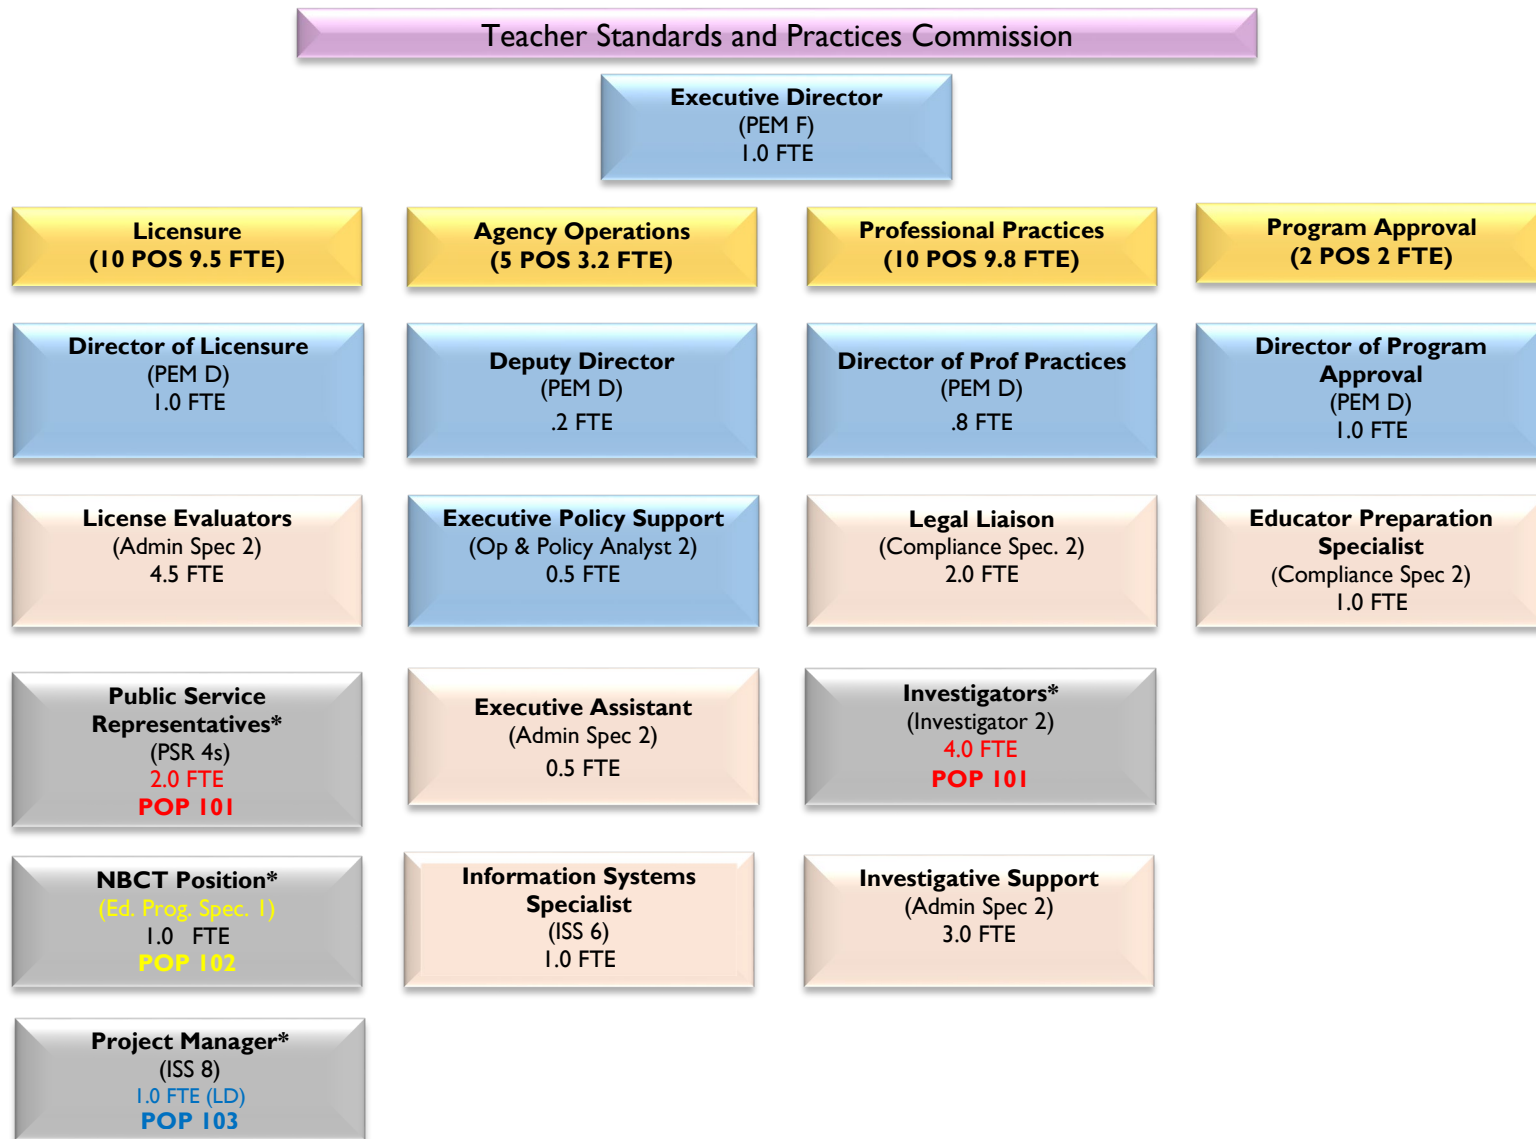 Teacher Standards and Practices Commission
Executive Director
(PEM F)
1.0 FTE
Licensure
(10 POS 9.5 FTE)
Agency Operations
(5 POS 3.2 FTE)
Professional Practices
(10 POS 9.8 FTE)
Program Approval
(2 POS 2 FTE)
Director of Licensure
(PEM D)
1.0 FTE
Deputy Director
(PEM D)
.2 FTE
Director of Prof Practices
(PEM D)
.8 FTE
Director of Program
Approval
(PEM D)
1.0 FTE
License Evaluators
(Admin Spec 2)
4.5 FTE
Executive Policy Support
(Op & Policy Analyst 2)
0.5 FTE
Legal Liaison
(Compliance Spec. 2)
2.0 FTE
Educator Preparation
Specialist
(Compliance Spec 2)
1.0 FTE
Public Service
Representatives*
(PSR 4s)
2.0 FTE
POP 101
Executive Assistant
(Admin Spec 2)
0.5 FTE
Investigators*
(Investigator 2)
4.0 FTE
POP 101
NBCT Position*
(Ed. Prog. Spec. 1)
1.0 FTE
POP 102
Information Systems
Specialist
(ISS 6)
1.0 FTE
Investigative Support
(Admin Spec 2)
3.0 FTE
Project Manager*
(ISS 8)
1.0 FTE (LD)
POP 103